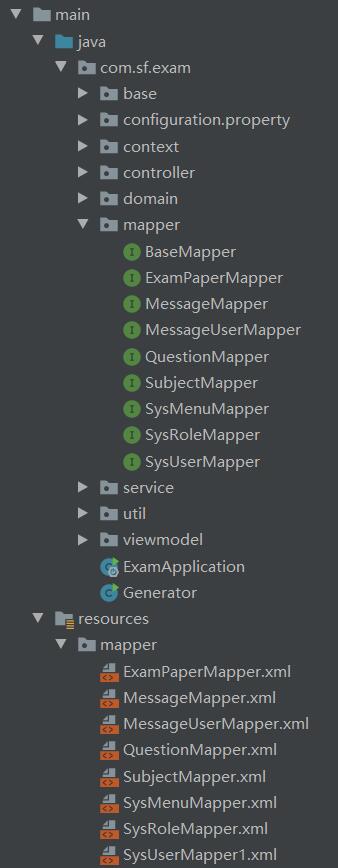 main
java
com.sf.exam
base
configuration.property
context
controller
domain
mapper
BaseMapper
ExamPaperMapper
MessageMapper
MessageUserMapper
QuestionMapper
SubjectMapper
SysMenuMapper
SysRoleMapper
SysUserMapper
service
util
viewmodel
ExamApplication
Generator
resources
mapper
ExamPaperMapper.xml
MessageMapper.xml
MessageUserMapper.xml
QuestionMapper.xml
SubjectMapper.xml
SysMenuMapper.xml
SysRoleMapper.xml
SysUserMapper1.xml